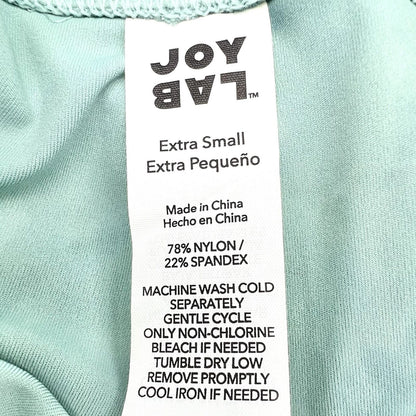 JOY
LAB™
Extra Small
Extra Pequeño
Made in China
Hecho en China
78% NYLON /
22% SPANDEX
MACHINE WASH COLD
SEPARATELY
GENTLE CYCLE
ONLY NON-CHLORINE
BLEACH IF NEEDED
TUMBLE DRY LOW
REMOVE PROMPTLY
COOL IRON IF NEEDED